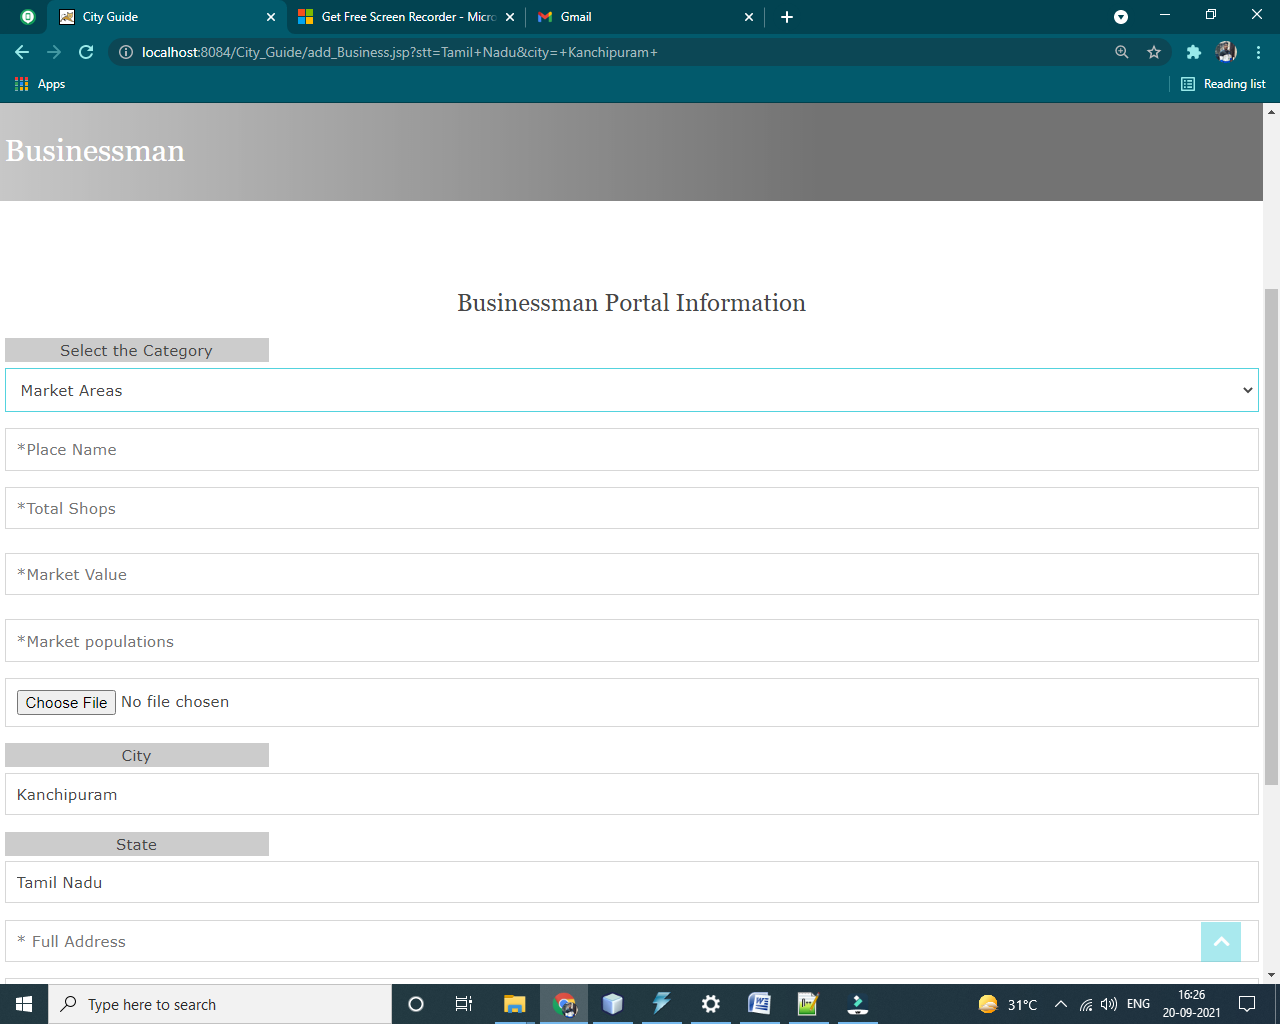 City Guide
Get Free Screen Recorder - Micro
Gmail
localhost:8084/City_Guide/add_Business.jsp?stt=Tamil+Nadu&city=+Kanchipuram+
Apps
Reading list
Businessman
Businessman Portal Information
Select the Category
Market Areas
*Place Name
*Total Shops
*Market Value
*Market populations
Choose File No file chosen
City
Kanchipuram
State
Tamil Nadu
* Full Address
Type here to search
31°C
ENG
16:26
20-09-2021